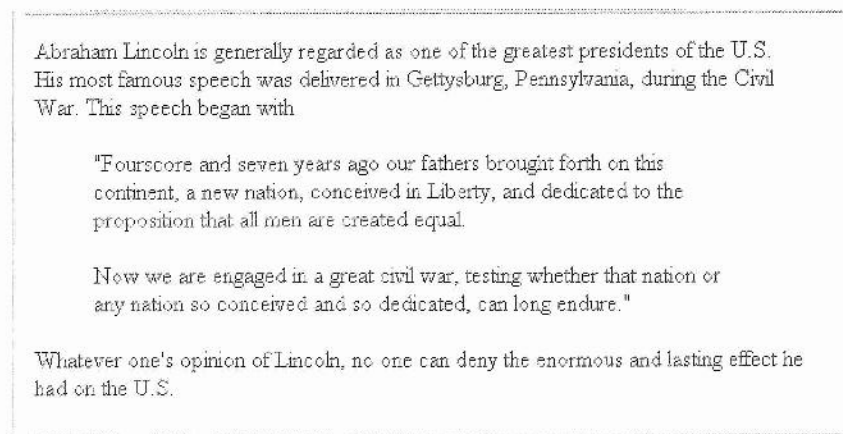 Abraham Lincoln is generally regarded as one of the greatest presidents of the U.S.
His most famous speech was delivered in Gettysburg, Pennsylvania, during the Civil
War. This speech began with
"Fourscore and seven years ago our fathers brought forth on this
continent, a new nation, conceived in Liberty, and dedicated to the
proposition that all men are created equal.
Now we are engaged in a great civil war, testing whether that nation or
any nation so conceived and so dedicated, can long endure."
Whatever one's opinion of Lincoln, no one can deny the enormous and lasting effect he
had on the U.S.